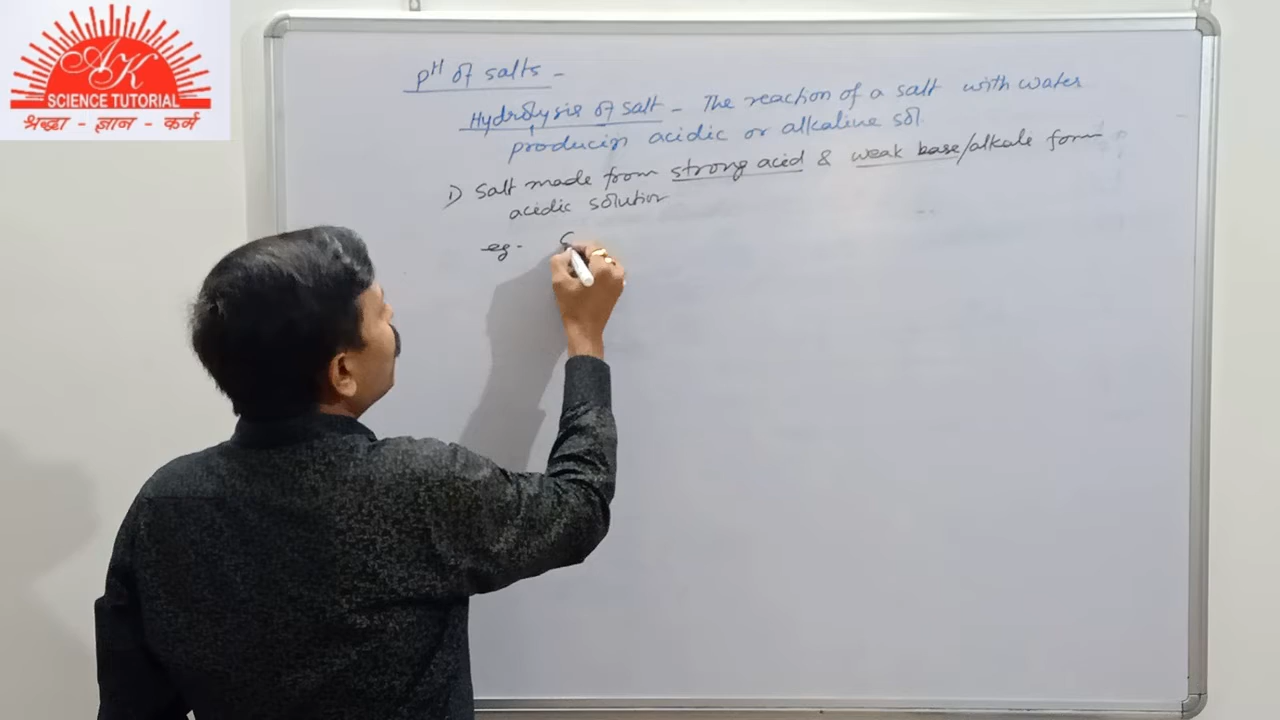 AK
SCIENCE TUTORIAL
श्रद्धा - ज्ञान - कर्म
pH of salts -
Hydrolysis of salt - The reaction of a salt with water
producing acidic or alkaline sol
1) Salt made from strong acid & weak base/alkale form
acidic solution
eg. C